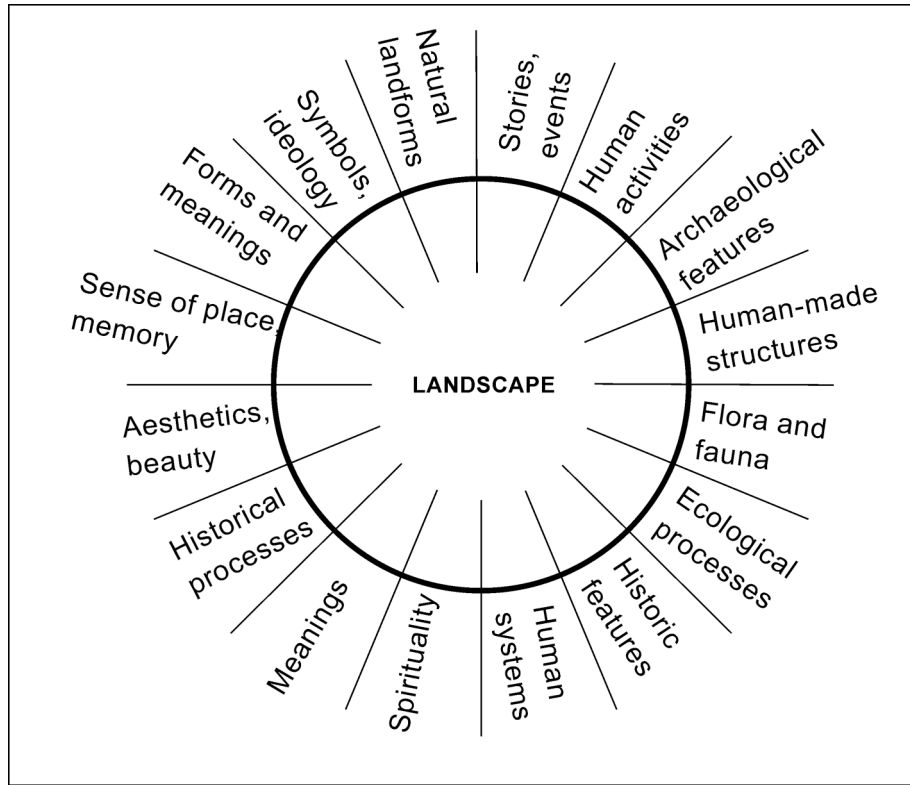 Natural
landforms
Stories,
events
Human
activities
Archaeological
features
Human-made
structures
Flora and
fauna
Ecological
processes
Historic
features
Human
systems
Spirituality
Meanings
Historical
processes
Aesthetics,
beauty
Sense of place,
memory
Forms and
meanings
Symbols,
ideology
LANDSCAPE